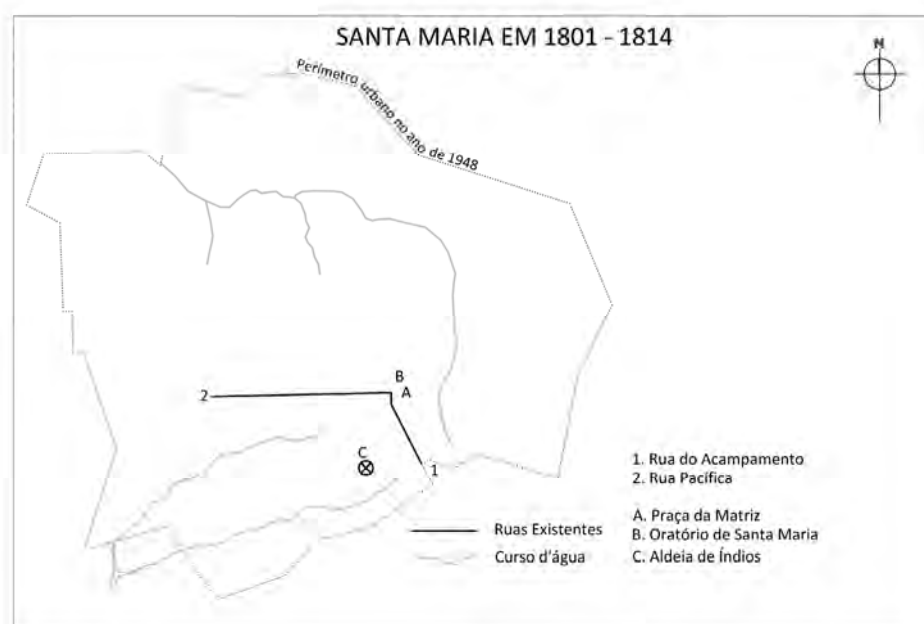 SANTA MARIA EM 1801 - 1814
N
Perímetro urbano no ano de 1948
B
2
A
C
1
1. Rua do Acampamento
2. Rua Pacífica
Ruas Existentes
Curso d'água
A. Praça da Matriz
B. Oratório de Santa Maria
C. Aldeia de Índios